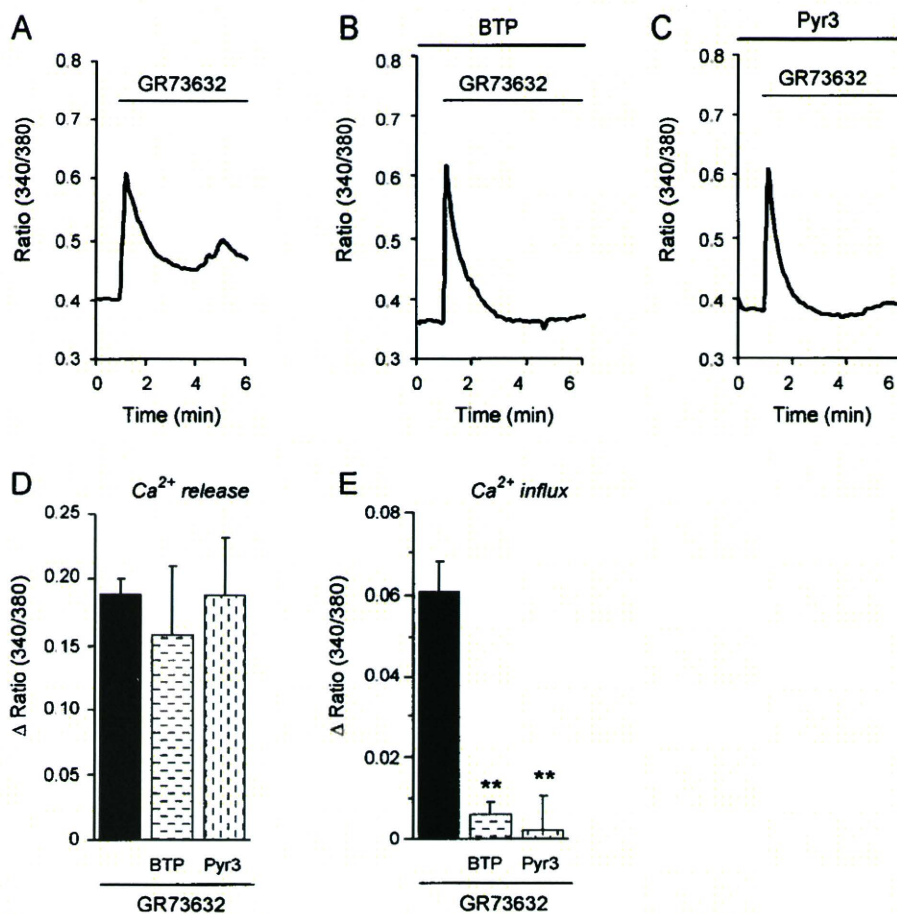 A
0.8
0.7
0.6
0.5
0.4
0.3
Ratio (340/380)
GR73632
0 2 4 6
Time (min)
B
BTP
0.8
0.7
0.6
0.5
0.4
0.3
Ratio (340/380)
GR73632
0 2 4 6
Time (min)
C
Pyr3
0.8
0.7
0.6
0.5
0.4
0.3
Ratio (340/380)
GR73632
0 2 4 6
Time (min)
D
Ca²⁺ release
0.25
0.20
0.15
0.10
0.05
0
Δ Ratio (340/380)
BTP Pyr3
GR73632
E
Ca²⁺ influx
0.08
0.06
0.04
0.02
0
Δ Ratio (340/380)
** **
BTP Pyr3
GR73632